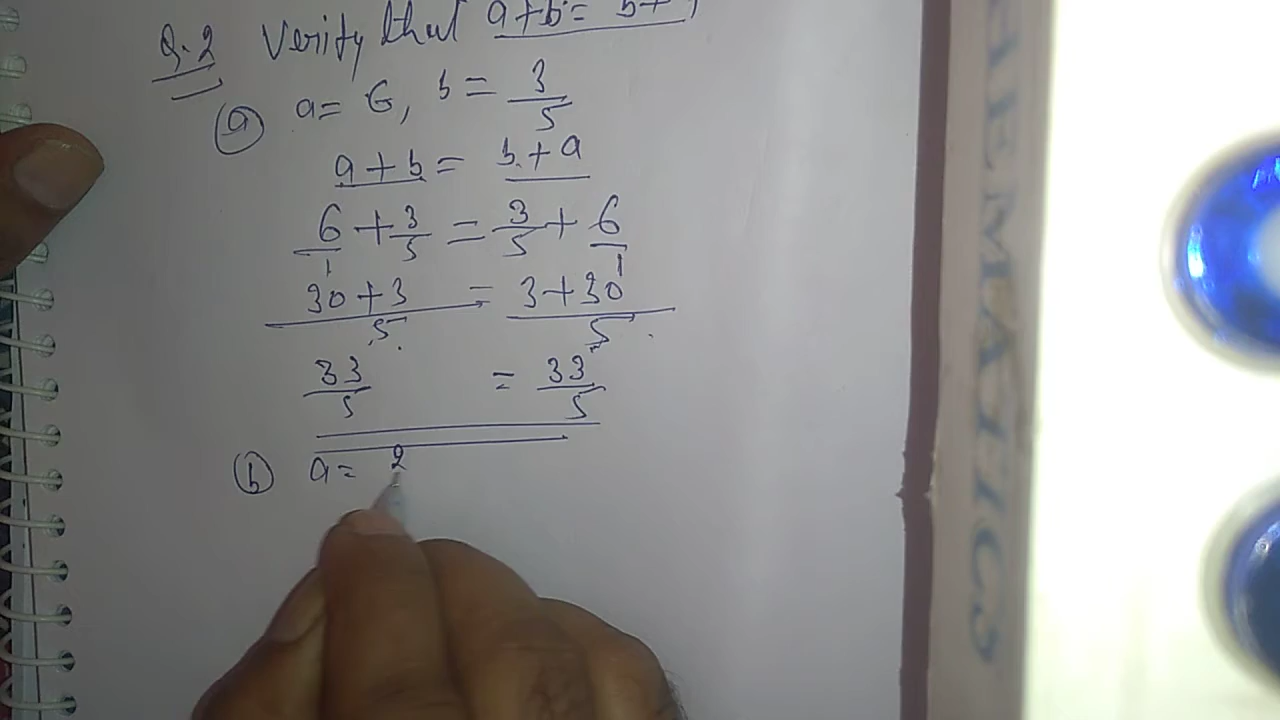 Q.2 Verify that a+b = b+
(a) a= 6, b = 3/5
a+b = b+a
6/1 + 3/5 = 3/5 + 6/1
30+3/5 = 3+30/5
33/5 = 33/5
(b) a= 2
MATICS